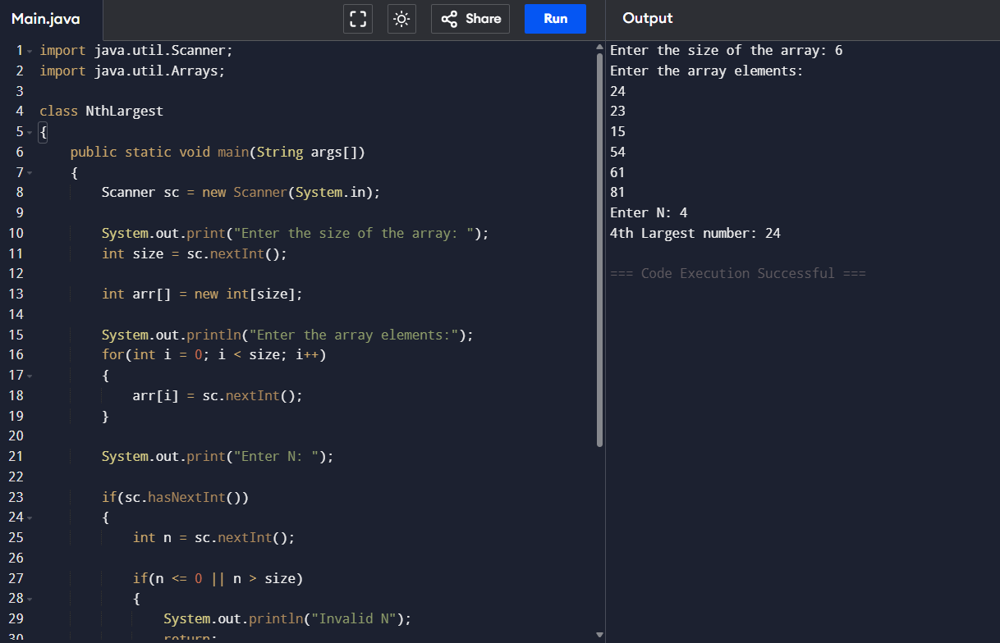 Main.java
Share
Run
Output
1 import java.util.Scanner;
2 import java.util.Arrays;
3
4 class NthLargest
5 {
6 public static void main(String args[])
7 {
8 Scanner sc = new Scanner(System.in);
9
10 System.out.print("Enter the size of the array: ");
11 int size = sc.nextInt();
12
13 int arr[] = new int[size];
14
15 System.out.println("Enter the array elements:");
16 for(int i = 0; i < size; i++)
17 {
18 arr[i] = sc.nextInt();
19 }
20
21 System.out.print("Enter N: ");
22
23 if(sc.hasNextInt())
24 {
25 int n = sc.nextInt();
26
27 if(n <= 0 || n > size)
28 {
29 System.out.println("Invalid N");
30 return;
Enter the size of the array: 6
Enter the array elements:
24
23
15
54
61
81
Enter N: 4
4th Largest number: 24
=== Code Execution Successful ===